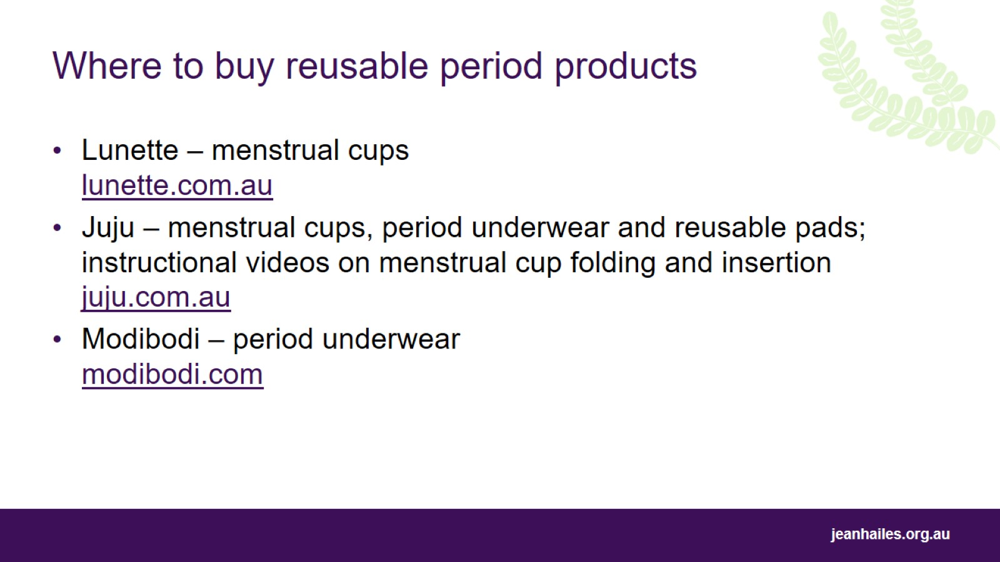 Where to buy reusable period products
• Lunette – menstrual cups
lunette.com.au
• Juju – menstrual cups, period underwear and reusable pads;
instructional videos on menstrual cup folding and insertion
juju.com.au
• Modibodi – period underwear
modibodi.com
jeanhailes.org.au